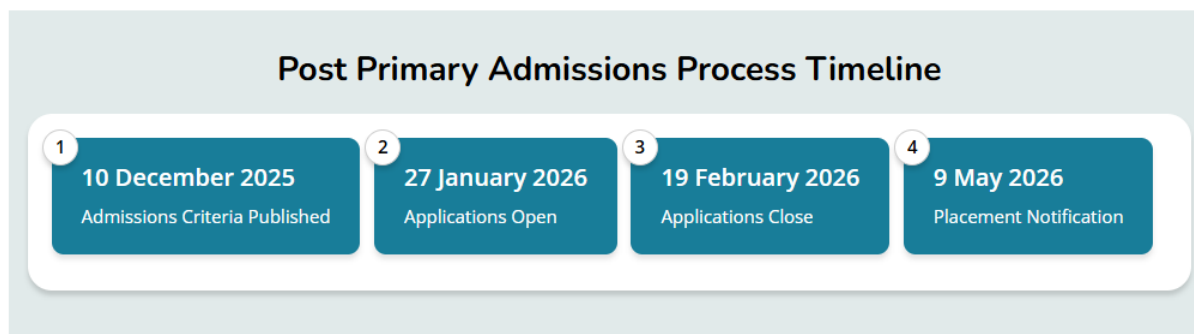 Post Primary Admissions Process Timeline
1
10 December 2025
Admissions Criteria Published
2
27 January 2026
Applications Open
3
19 February 2026
Applications Close
4
9 May 2026
Placement Notification